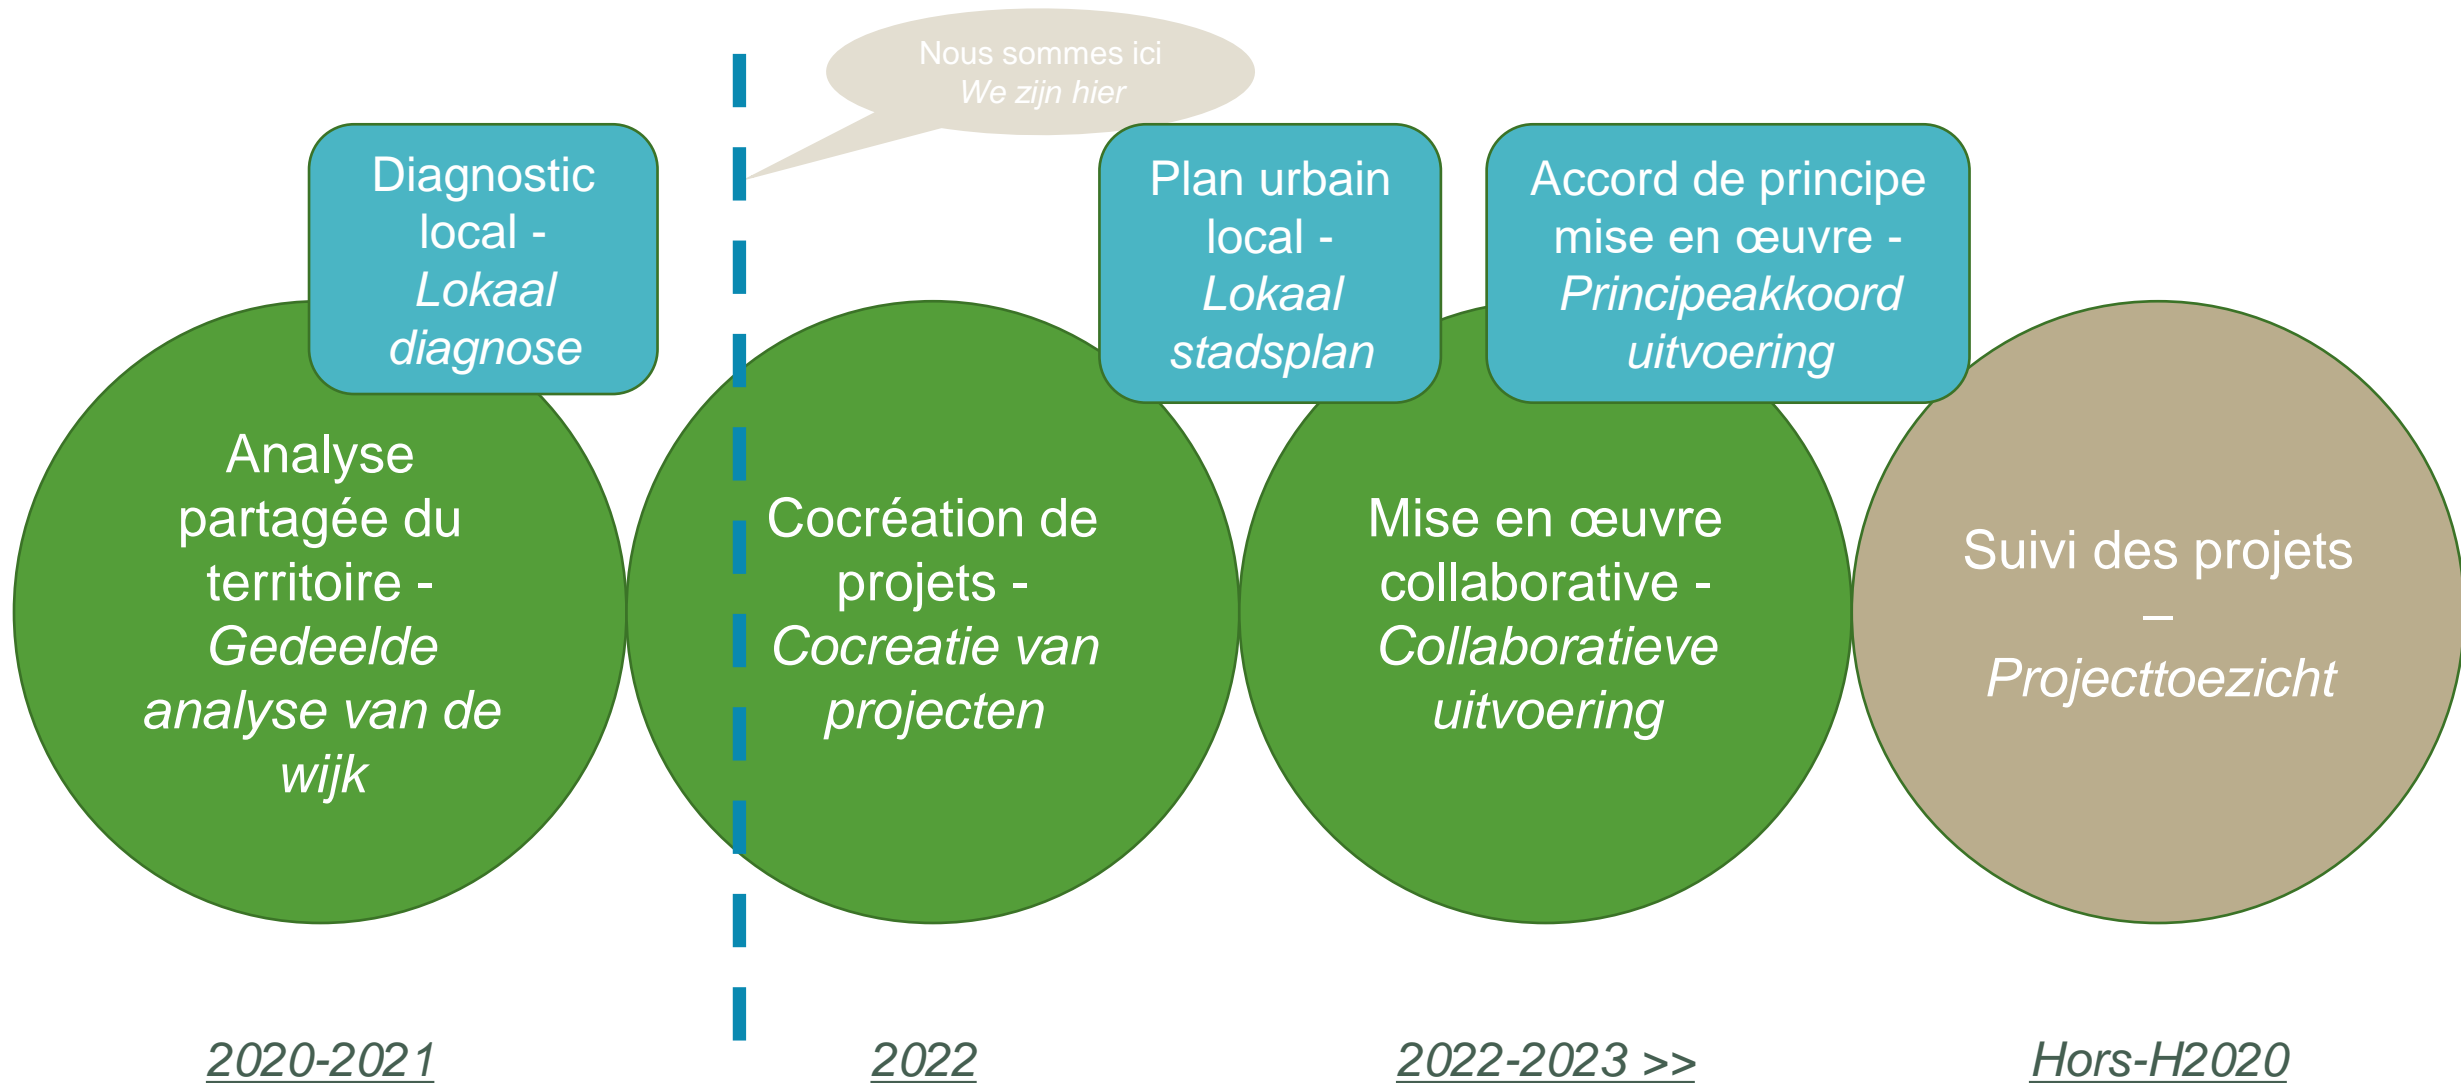 Nous sommes ici
We zijn hier
Diagnostic
local -
Lokaal
diagnose
Plan urbain
local -
Lokaal
stadsplan
Accord de principe
mise en œuvre -
Principeakkoord
uitvoering
Analyse
partagée du
territoire -
Gedeelde
analyse van de
wijk
Cocréation de
projets -
Cocreatie van
projecten
Mise en œuvre
collaborative -
Collaboratieve
uitvoering
Suivi des projets
–
Projecttoezicht
2020-2021
2022
2022-2023 >>
Hors-H2020